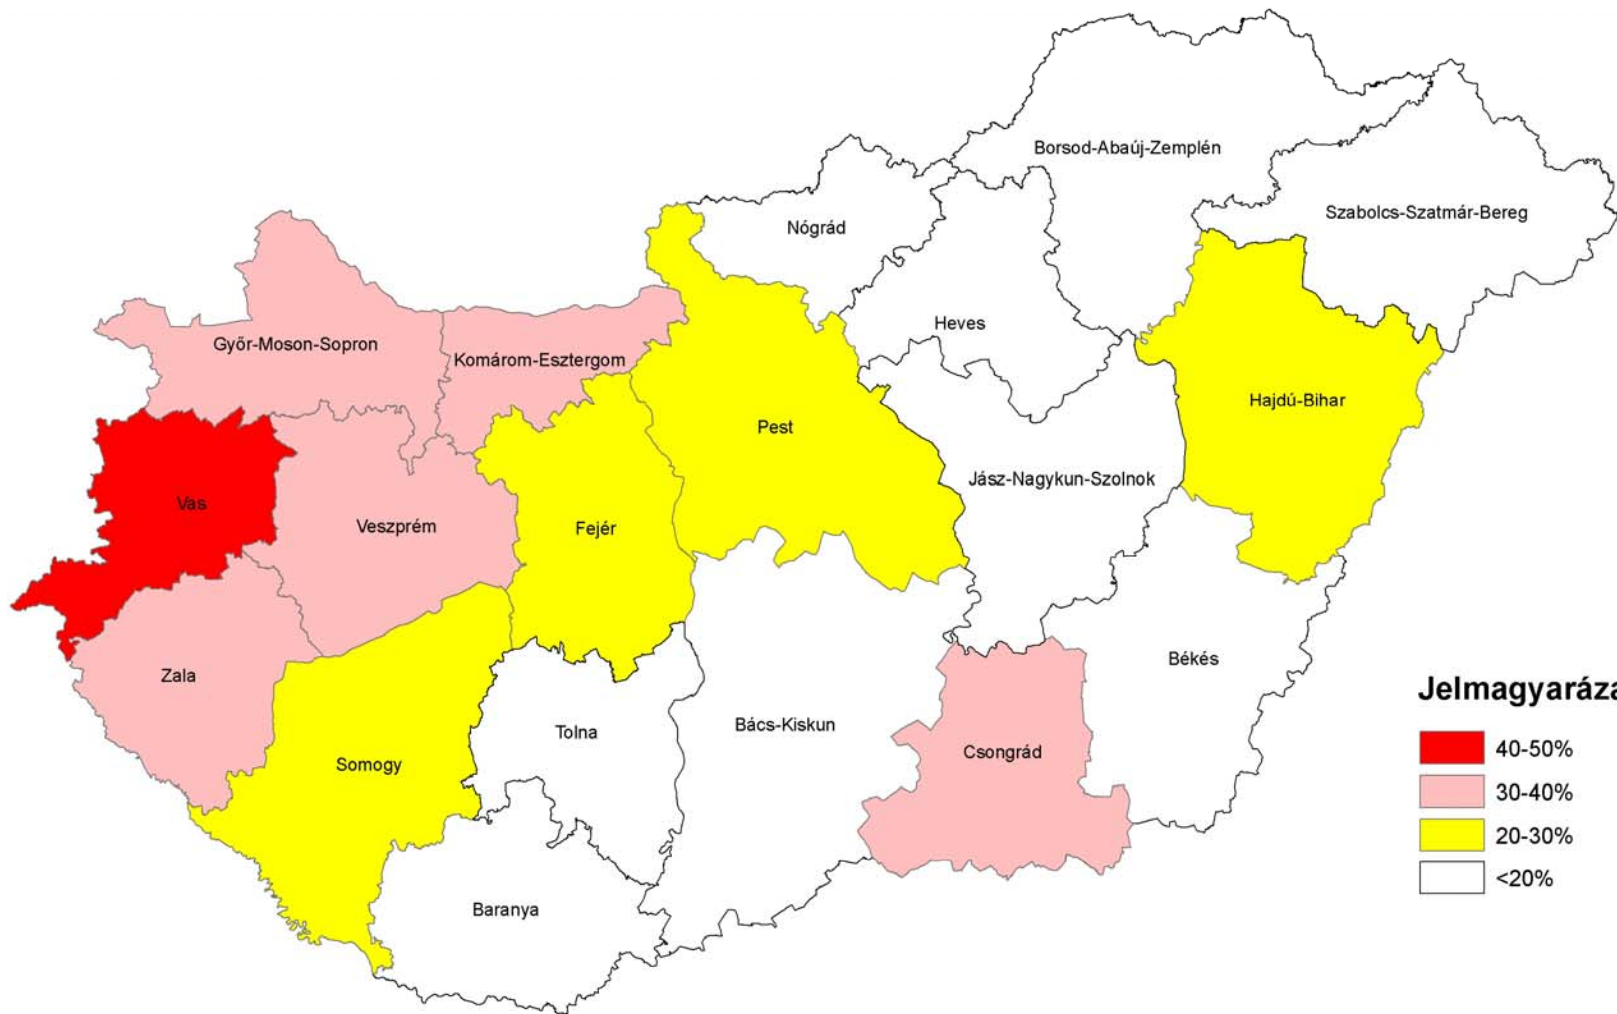 Borsod-Abaúj-Zemplén
Szabolcs-Szatmár-Bereg
Nógrád
Heves
Győr-Moson-Sopron
Komárom-Esztergom
Hajdú-Bihar
Pest
Jász-Nagykun-Szolnok
Vas
Veszprém
Fejér
Békés
Zala
Tolna
Bács-Kiskun
Csongrád
Somogy
Baranya
Jelmagyaráza
40-50%
30-40%
20-30%
<20%